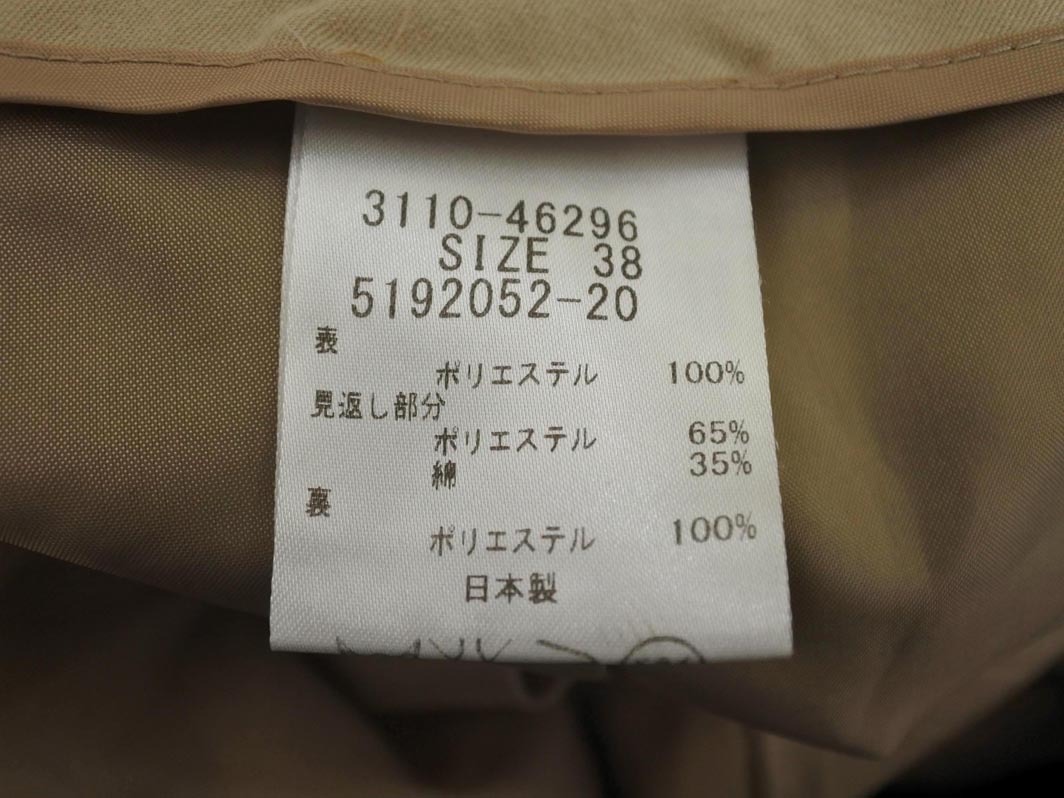 3110-46296
SIZE 38
5192052-20
表
ポリエステル 100%
見返し部分
ポリエステル 65%
綿 35%
裏
ポリエステル 100%
日本製